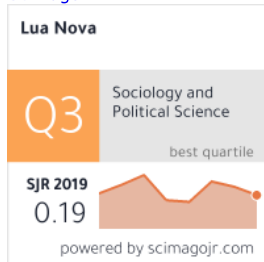 Lua Nova
Q3
Sociology and
Political Science
best quartile
SJR 2019
0.19
powered by scimagojr.com